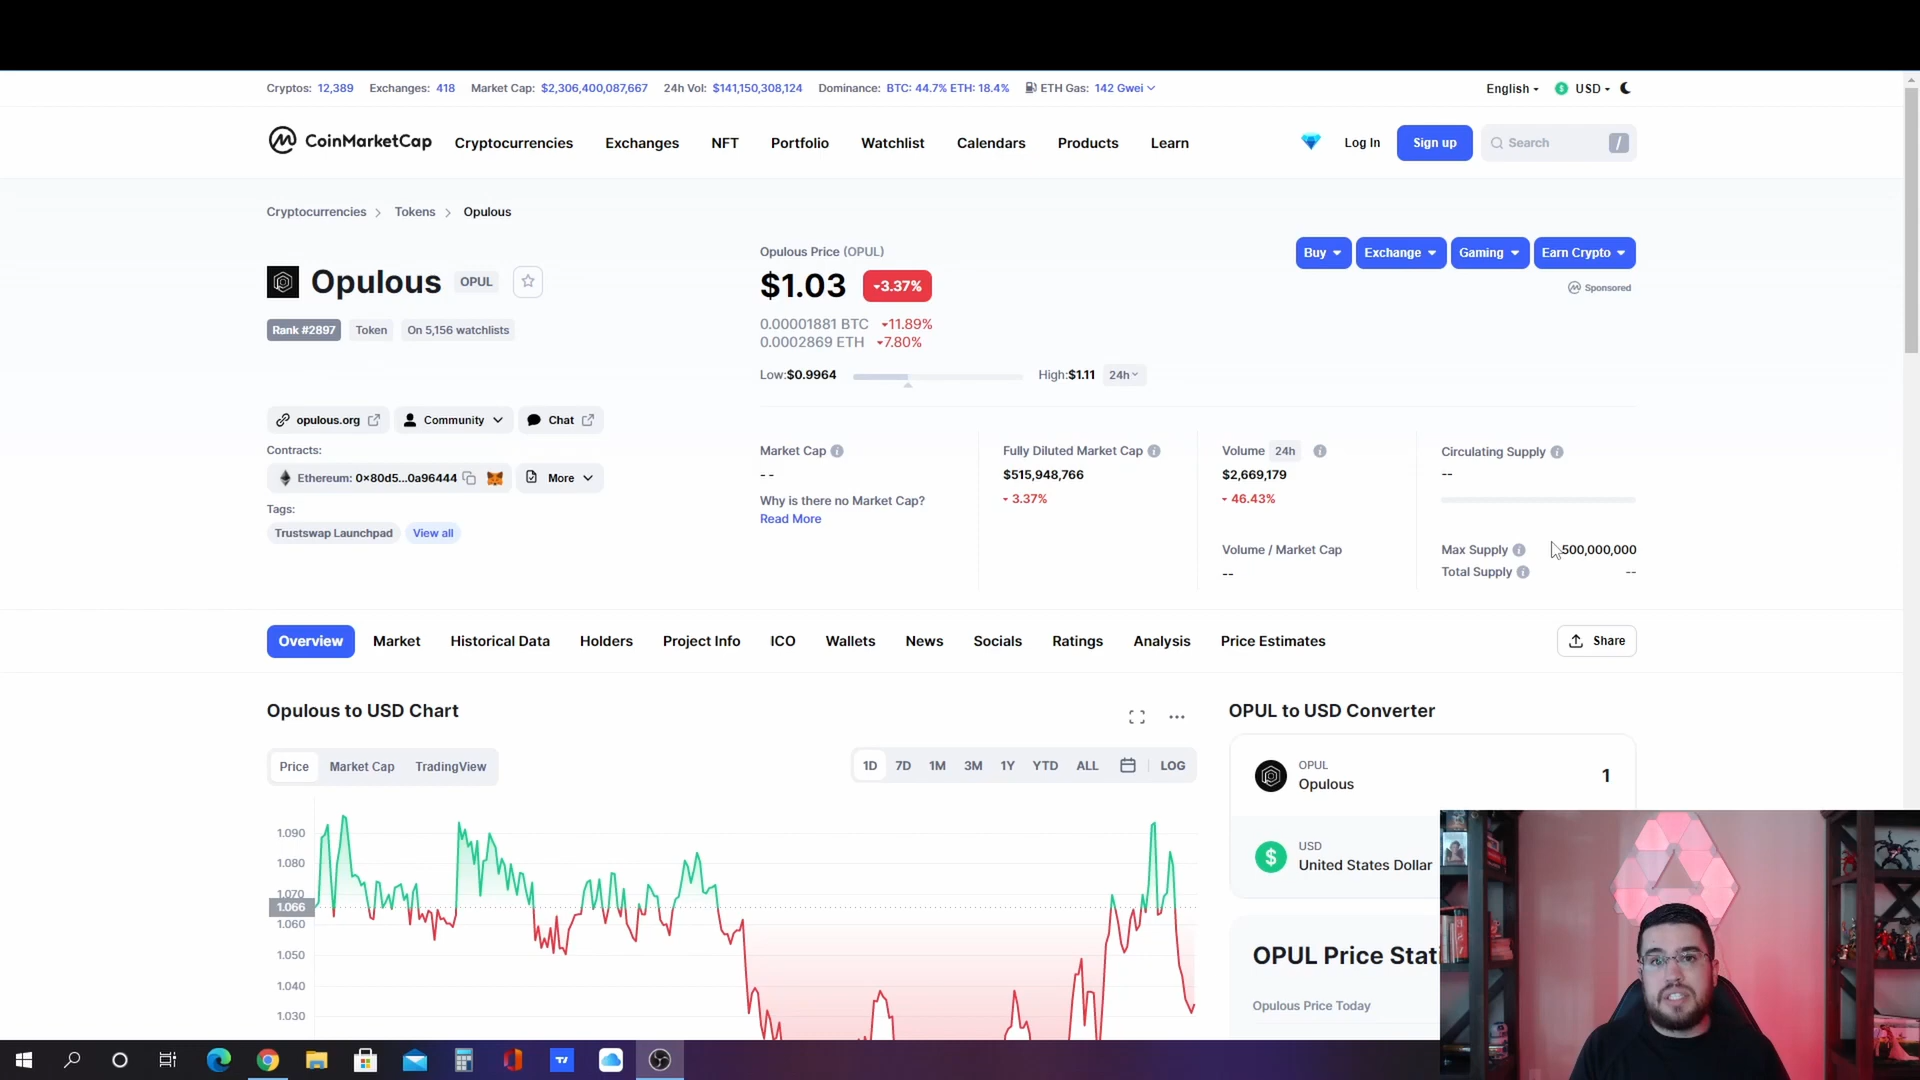 Cryptos: 12,389 Exchanges: 418 Market Cap: $2,306,400,087,667 24h Vol: $141,150,308,124 Dominance: BTC: 44.7% ETH: 18.4% ETH Gas: 142 Gwei English USD
CoinMarketCap Cryptocurrencies Exchanges NFT Portfolio Watchlist Calendars Products Learn Log In Sign up Search /
Cryptocurrencies Tokens Opulous
Opulous OPUL
Rank #2897 Token On 5,156 watchlists
opulous.org Community Chat
Contracts:
Ethereum: 0x80d5...0a96444 More
Tags:
Trustswap Launchpad View all
Opulous Price (OPUL)
$1.03 3.37%
0.00001881 BTC 11.89%
0.0002869 ETH 7.80%
Low:$0.9964 High:$1.11 24h
Buy Exchange Gaming Earn Crypto
Sponsored
Market Cap
- -
Why is there no Market Cap?
Read More
Fully Diluted Market Cap
$515,948,766
3.37%
Volume 24h
$2,669,179
46.43%
Volume / Market Cap
--
Circulating Supply
--
Max Supply 500,000,000
Total Supply --
Overview Market Historical Data Holders Project Info ICO Wallets News Socials Ratings Analysis Price Estimates Share
Opulous to USD Chart
Price Market Cap TradingView 1D 7D 1M 3M 1Y YTD ALL LOG
1.090
1.080
1.070
1.066
1.060
1.050
1.040
1.030
OPUL to USD Converter
OPUL
Opulous 1
USD
United States Dollar
$
OPUL Price Stati
Opulous Price Today